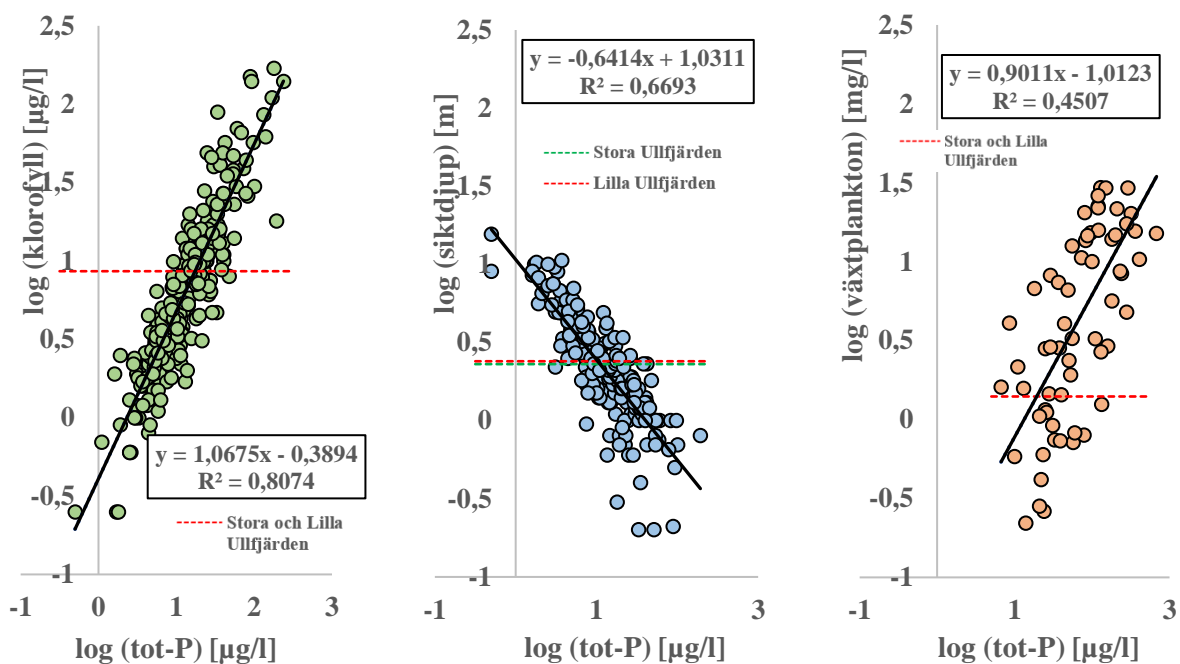 log (klorofyll) [µg/l]
2,5
2
1,5
1
0,5
0
-0,5
-1
y = 1,0675x - 0,3894
R² = 0,8074
Stora och Lilla
Ullfjärden
-1
0
1
2
3
log (tot-P) [µg/l]
log (siktdjup) [m]
2,5
2
1,5
1
0,5
0
-0,5
-1
y = -0,6414x + 1,0311
R² = 0,6693
Stora Ullfjärden
Lilla Ullfjärden
-1
1
3
log (tot-P) [µg/l]
log (växtplankton) [mg/l]
2,5
2
1,5
1
0,5
0
-0,5
-1
y = 0,9011x - 1,0123
R² = 0,4507
Stora och Lilla
Ullfjärden
-1
1
3
log (tot-P) [µg/l]